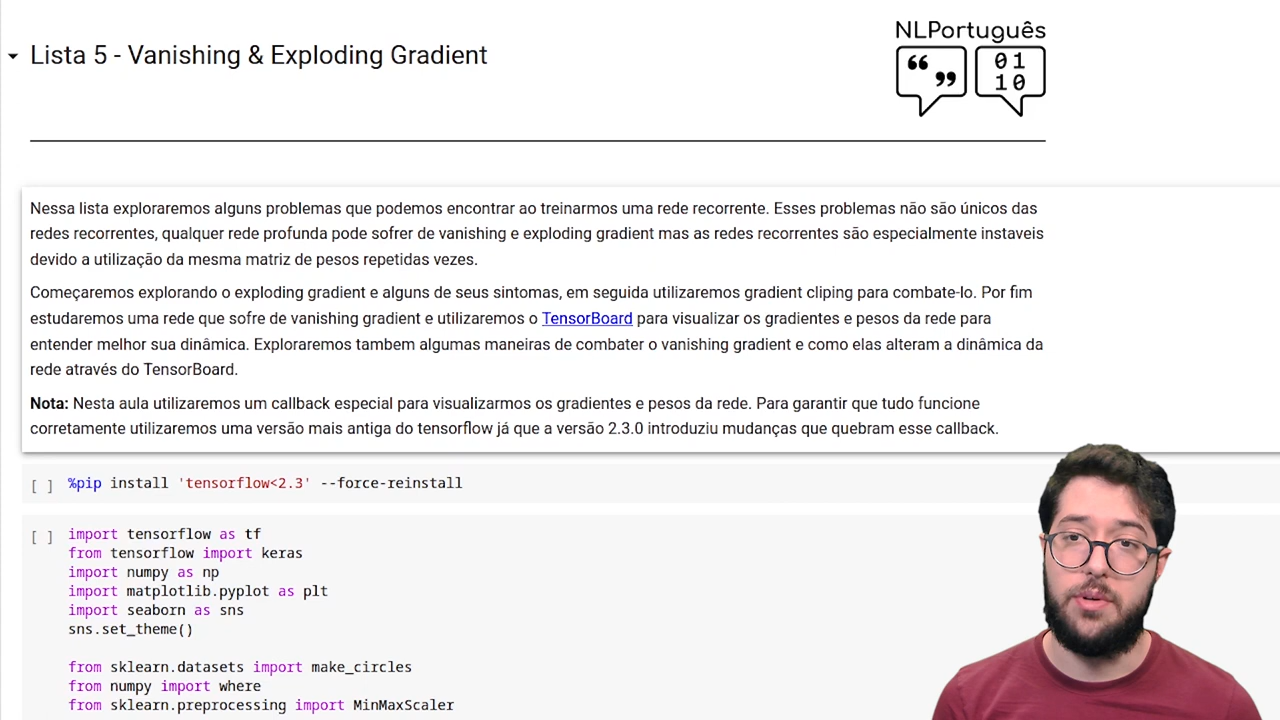 NLPortuguês
Lista 5 - Vanishing & Exploding Gradient
“ ” 01 10
Nessa lista exploraremos alguns problemas que podemos encontrar ao treinarmos uma rede recorrente. Esses problemas não são únicos das
redes recorrentes, qualquer rede profunda pode sofrer de vanishing e exploding gradient mas as redes recorrentes são especialmente instaveis
devido a utilização da mesma matriz de pesos repetidas vezes.
Começaremos explorando o exploding gradient e alguns de seus sintomas, em seguida utilizaremos gradient cliping para combate-lo. Por fim
estudaremos uma rede que sofre de vanishing gradient e utilizaremos o TensorBoard para visualizar os gradientes e pesos da rede para
entender melhor sua dinâmica. Exploraremos tambem algumas maneiras de combater o vanishing gradient e como elas alteram a dinâmica da
rede através do TensorBoard.
Nota: Nesta aula utilizaremos um callback especial para visualizarmos os gradientes e pesos da rede. Para garantir que tudo funcione
corretamente utilizaremos uma versão mais antiga do tensorflow já que a versão 2.3.0 introduziu mudanças que quebram esse callback.
[ ] %pip install 'tensorflow<2.3' --force-reinstall
[ ] import tensorflow as tf
from tensorflow import keras
import numpy as np
import matplotlib.pyplot as plt
import seaborn as sns
sns.set_theme()
from sklearn.datasets import make_circles
from numpy import where
from sklearn.preprocessing import MinMaxScaler